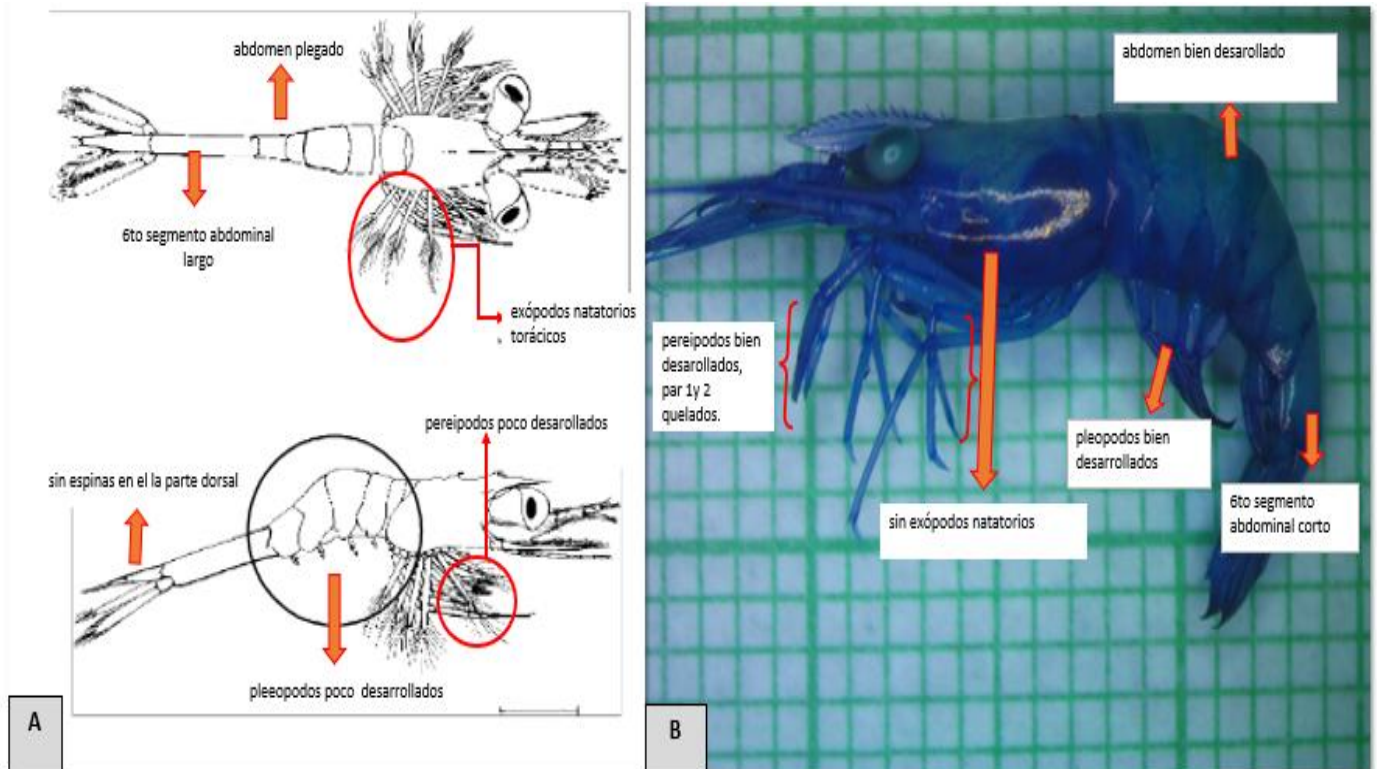 abdomen plegado
6to segmento abdominal
largo
exópodos natatorios
torácicos
pereipodos poco desarollados
sin espinas en el la parte dorsal
pleeopodos poco desarrollados
A
abdomen bien desarollado
pereipodos bien
desarollados,
par 1y 2
quelados.
pleopodos bien
desarrollados
sin exópodos natatorios
6to segmento
abdominal corto
B